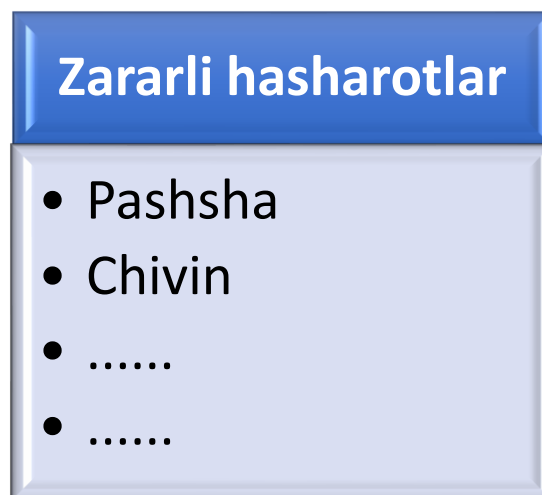 Zararli hasharotlar
• Pashsha
• Chivin
• ......
• ......